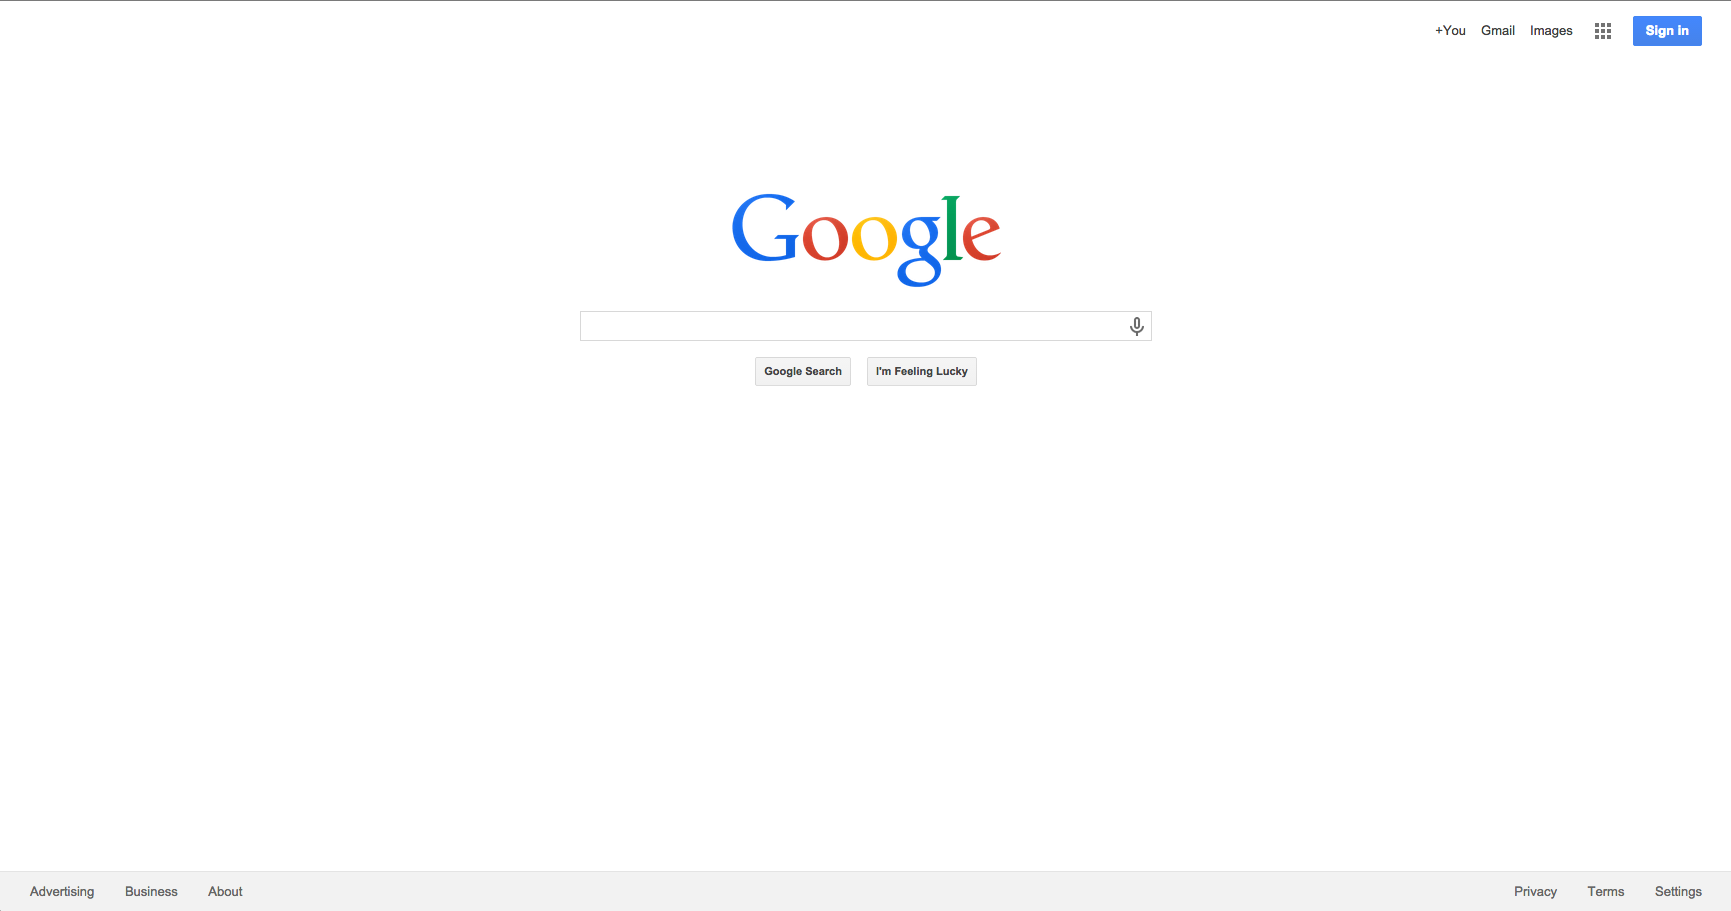 +You Gmail Images Sign in
Google
Google Search I'm Feeling Lucky
Advertising Business About Privacy Terms Settings